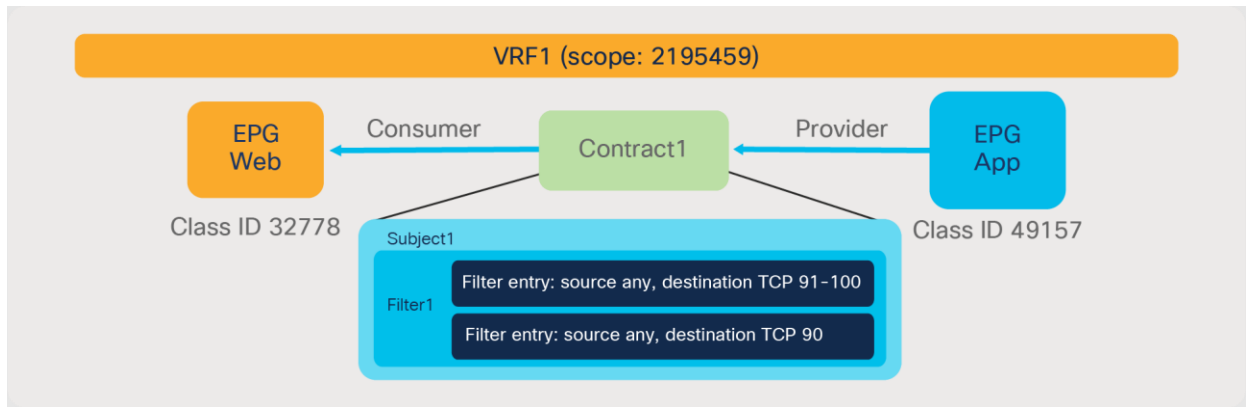 VRF1 (scope: 2195459)
EPG
Web
Consumer
Contract1
Provider
EPG
App
Class ID 32778
Class ID 49157
Subject1
Filter1
Filter entry: source any, destination TCP 91-100
Filter entry: source any, destination TCP 90